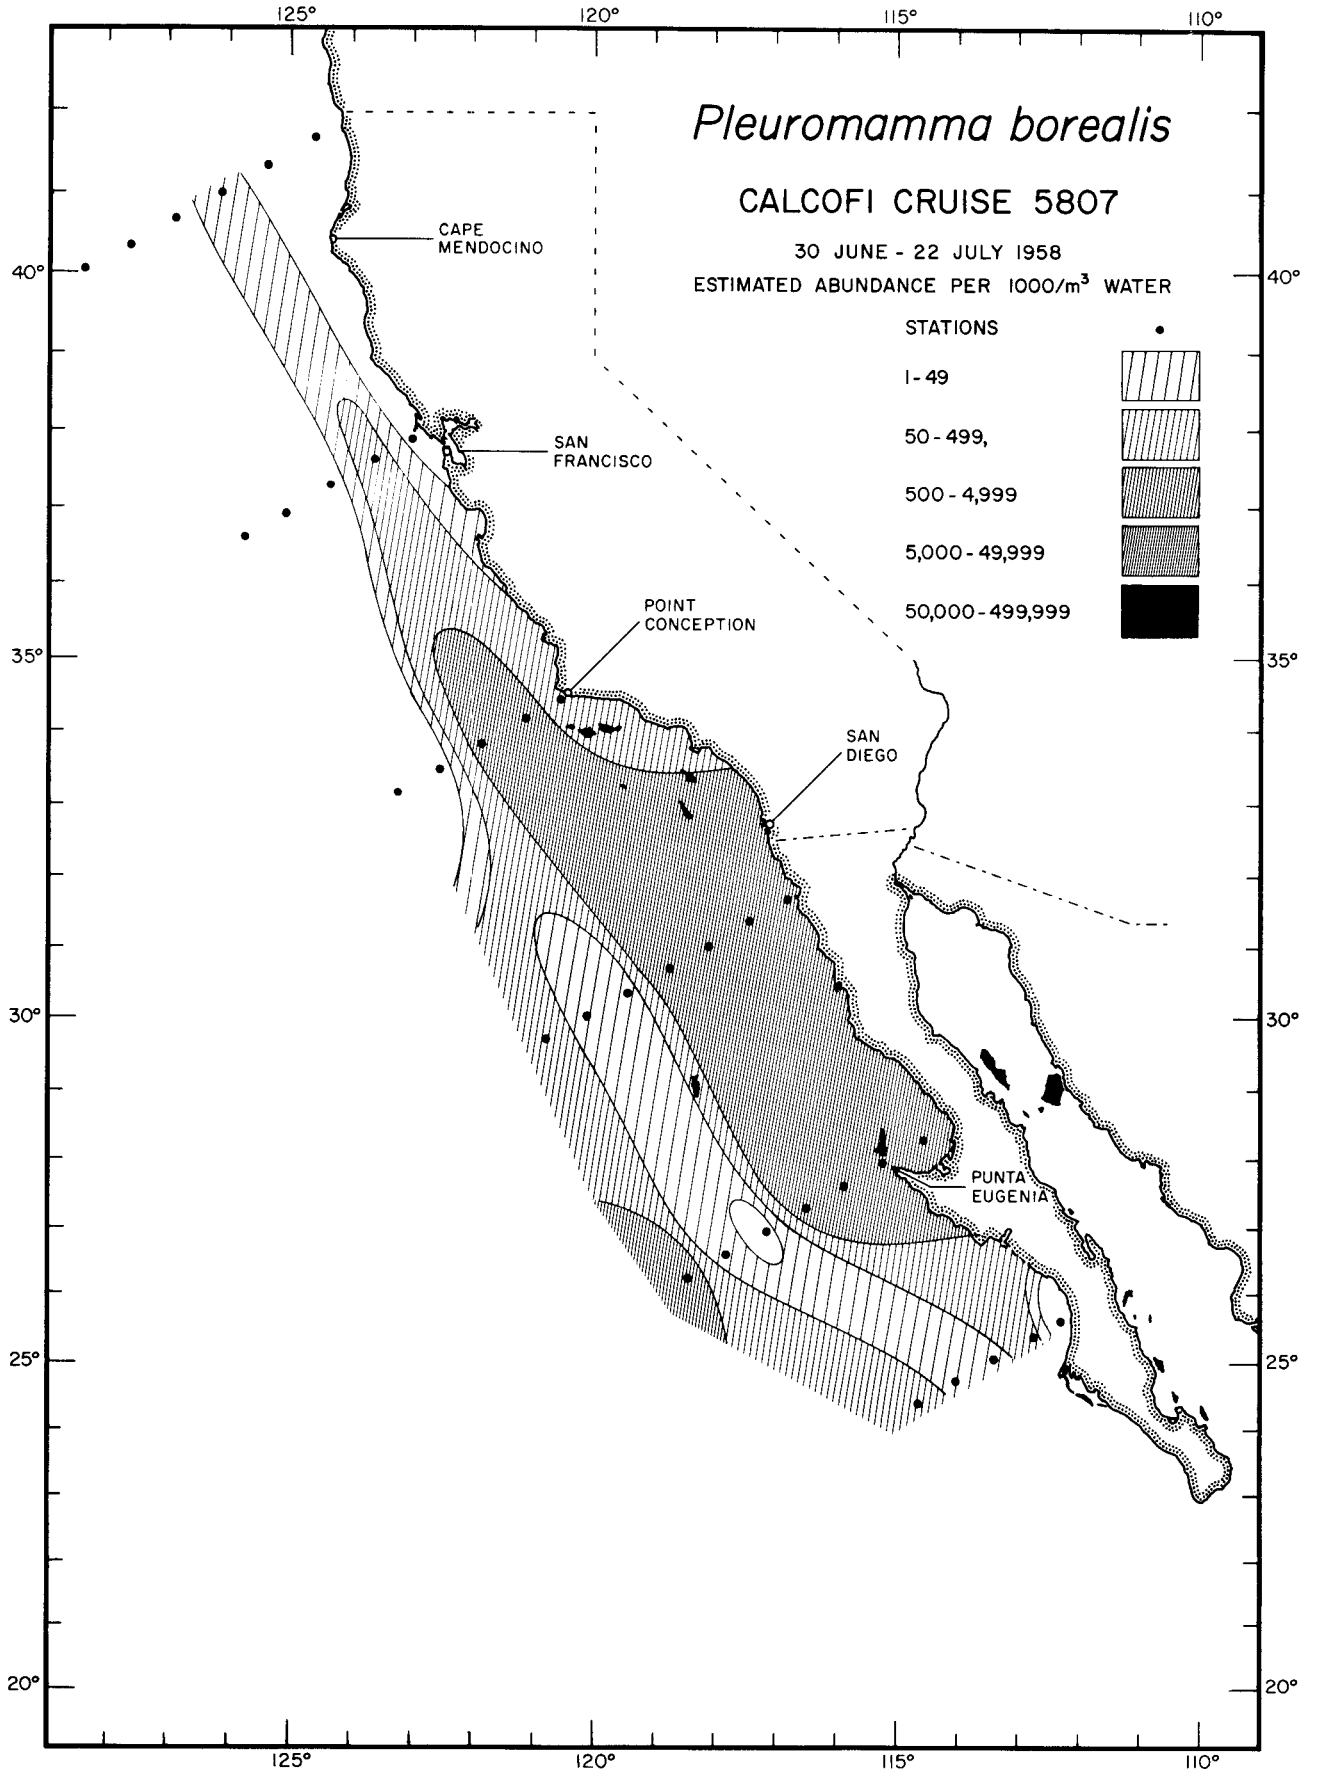 125° 120° 115° 110°
Pleuromamma borealis
CALCOFI CRUISE 5807
30 JUNE - 22 JULY 1958
ESTIMATED ABUNDANCE PER 1000/m³ WATER
STATIONS
1-49
50-499,
500-4,999
5,000-49,999
50,000-499,999
CAPE
MENDOCINO
40° 40°
SAN
FRANCISCO
POINT
CONCEPTION
35° 35°
SAN
DIEGO
30° 30°
PUNTA
EUGENIA
25° 25°
20° 20°
125° 120° 115° 110°